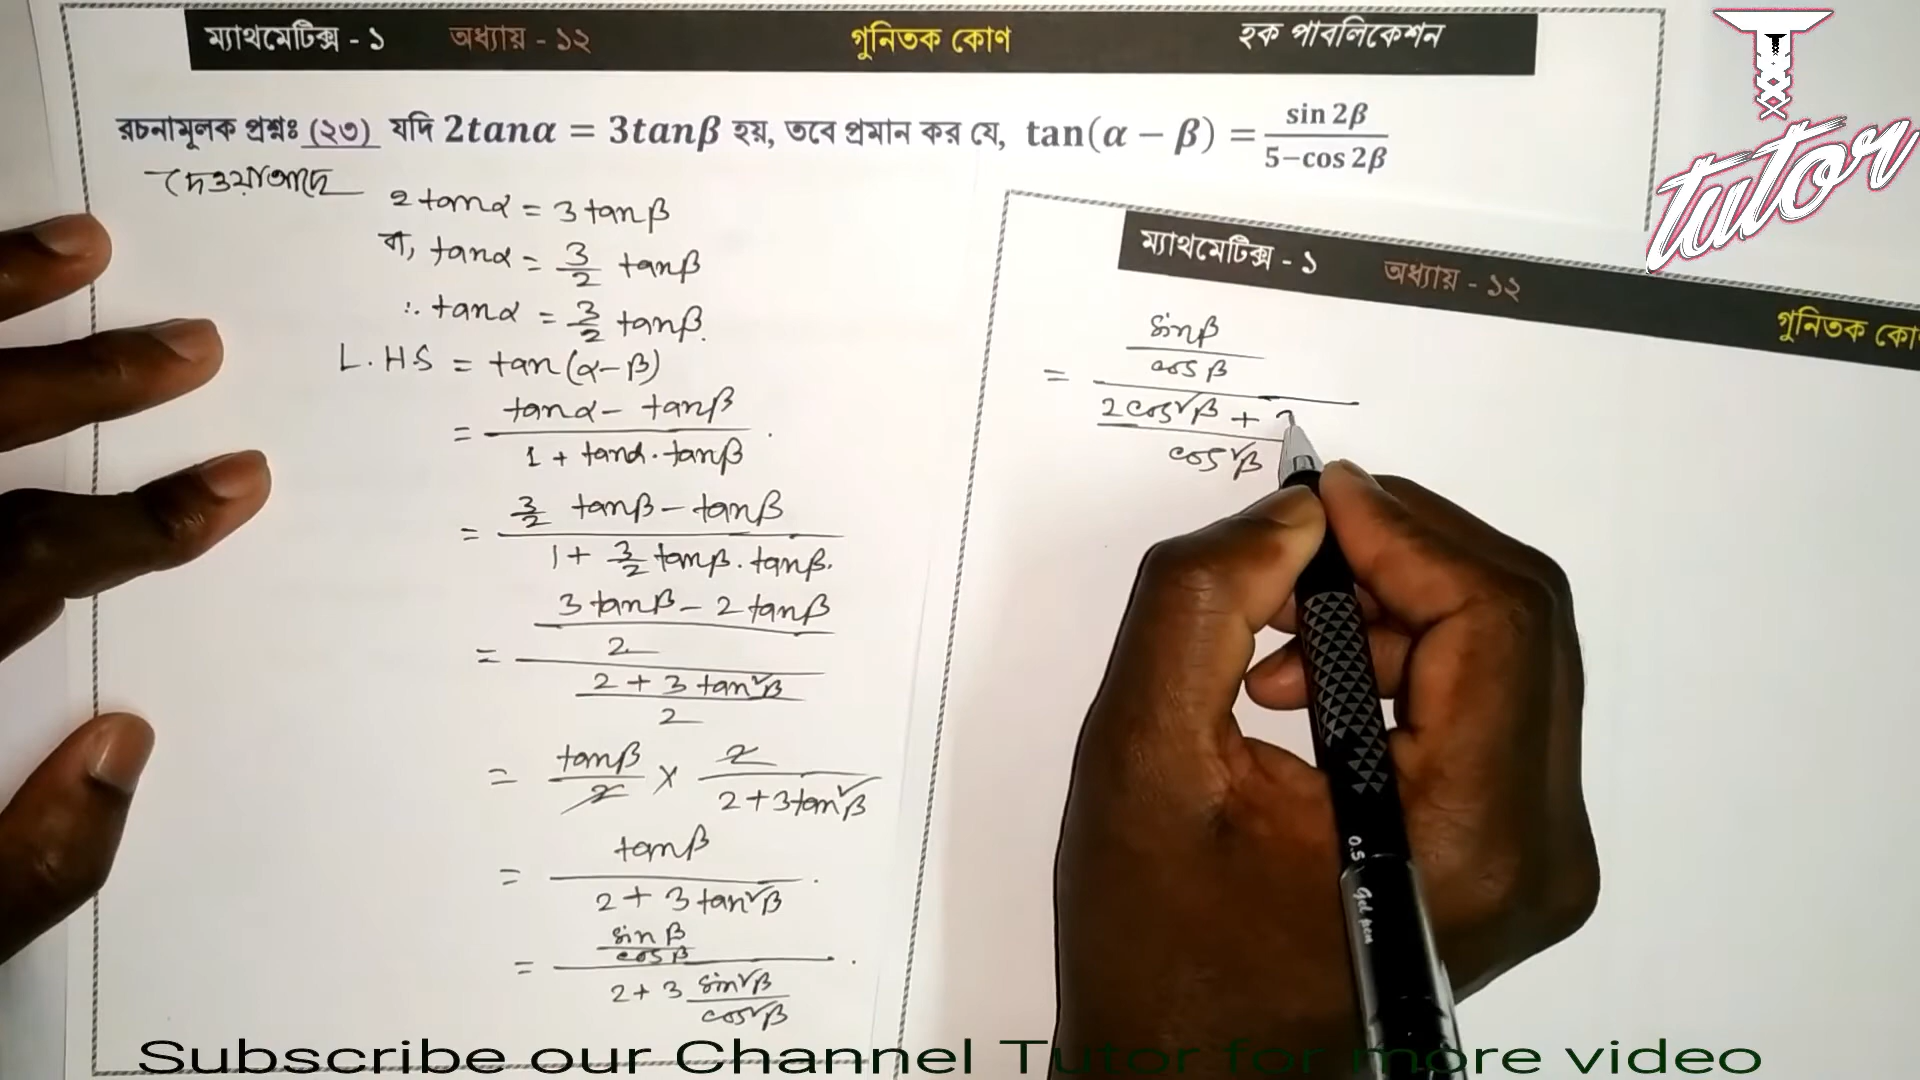 ম্যাথমেটিক্স - ১ অধ্যায় - ১২ গুনিতক কোণ হক পাবলিকেশন
রচনামূলক প্রশ্নঃ (২৩) যদি 2tanα = 3tanβ হয়, তবে প্রমান কর যে, tan(α − β) = sin 2β / 5−cos 2β
দেওয়াআছে
2 tanα = 3 tanβ
বা, tanα = 3/2 tanβ
∴ tanα = 3/2 tanβ.
L.H.S = tan(α-β)
= tanα - tanβ / 1 + tanα · tanβ .
= 3/2 tanβ - tanβ / 1 + 3/2 tanβ · tanβ.
= 3 tanβ - 2 tanβ / 2 / 2 + 3 tan²β / 2
= tanβ / 2 × 2 / 2+3tan²β
= tanβ / 2 + 3 tan²β .
= sin β / cos β / 2 + 3 sin²β / cos²β .
ম্যাথমেটিক্স - ১ অধ্যায় - ১২ গুনিতক
= sinβ / cosβ / 2cos²β + / cos²β
T
tutor
0.5 Gel pen
Subscribe our Channel Tutor for more video